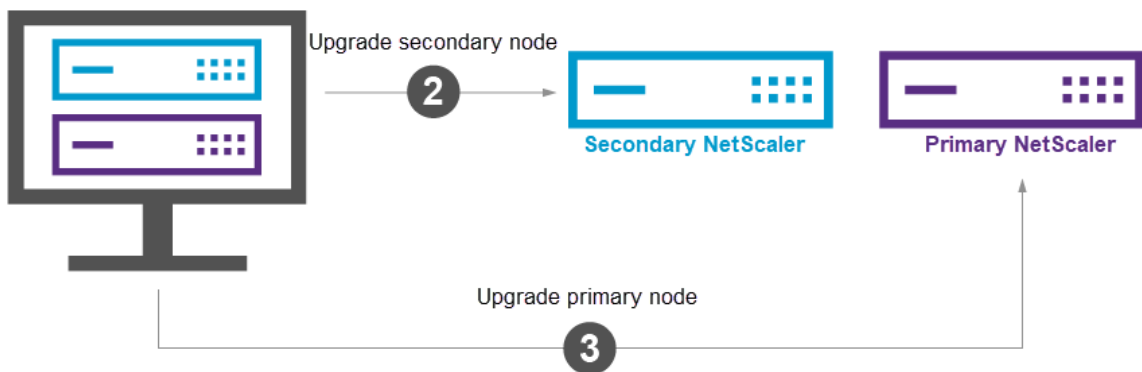 Upgrade secondary node
2
Secondary NetScaler
Primary NetScaler
Upgrade primary node
3